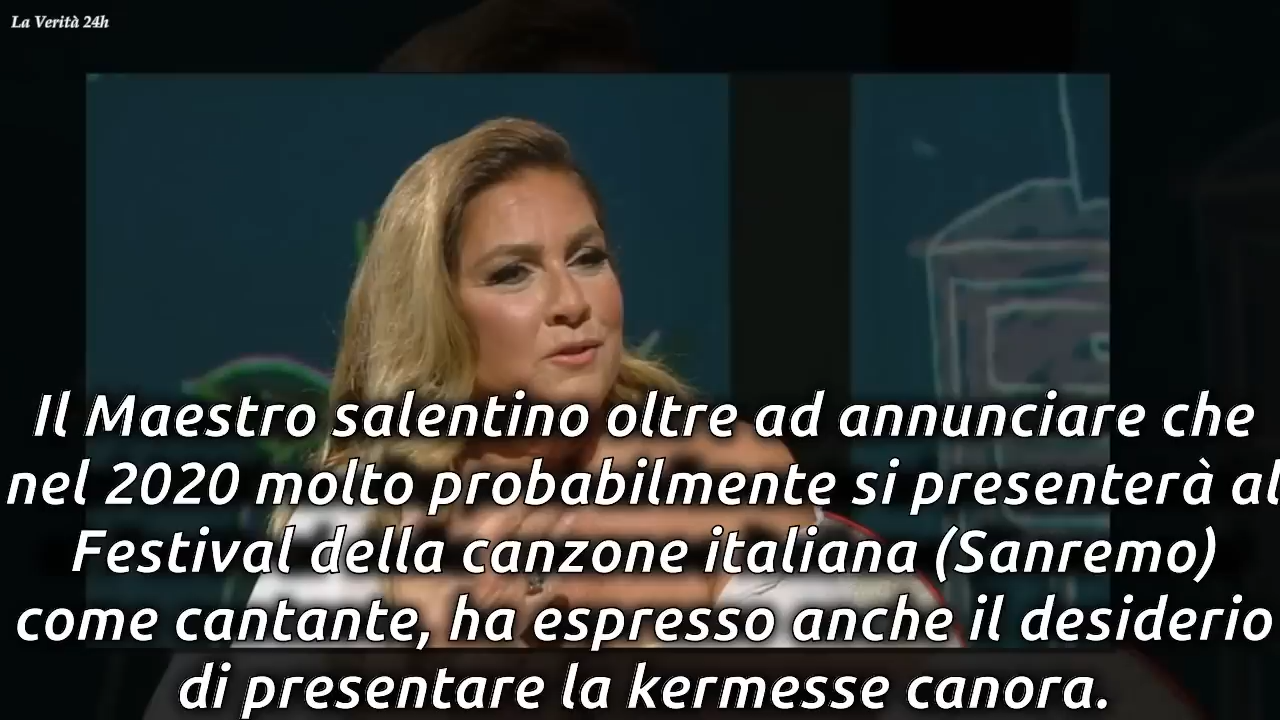 La Verità 24h
Il Maestro salentino oltre ad annunciare che
nel 2020 molto probabilmente si presenterà al
Festival della canzone italiana (Sanremo)
come cantante, ha espresso anche il desiderio
di presentare la kermesse canora.